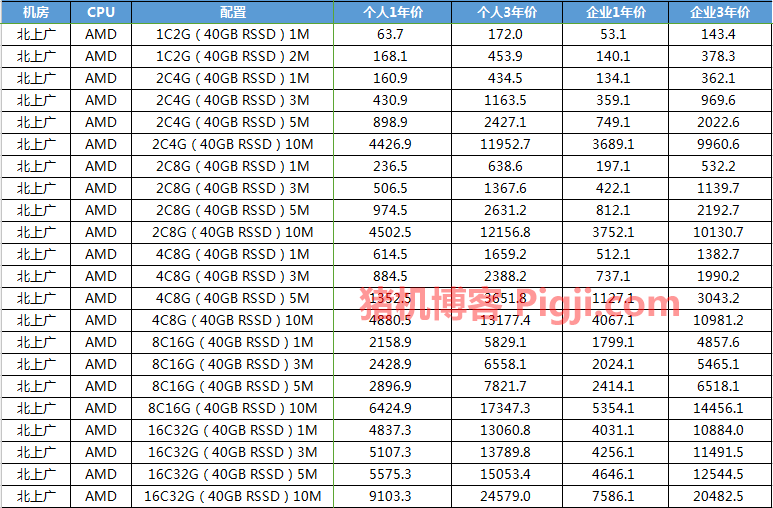 机房 CPU 配置 个人1年价 个人3年价 企业1年价 企业3年价
北上广 AMD 1C2G（40GB RSSD）1M 63.7 172.0 53.1 143.4
北上广 AMD 1C2G（40GB RSSD）2M 168.1 453.9 140.1 378.3
北上广 AMD 2C4G（40GB RSSD）1M 160.9 434.5 134.1 362.1
北上广 AMD 2C4G（40GB RSSD）3M 430.9 1163.5 359.1 969.6
北上广 AMD 2C4G（40GB RSSD）5M 898.9 2427.1 749.1 2022.6
北上广 AMD 2C4G（40GB RSSD）10M 4426.9 11952.7 3689.1 9960.6
北上广 AMD 2C8G（40GB RSSD）1M 236.5 638.6 197.1 532.2
北上广 AMD 2C8G（40GB RSSD）3M 506.5 1367.6 422.1 1139.7
北上广 AMD 2C8G（40GB RSSD）5M 974.5 2631.2 812.1 2192.7
北上广 AMD 2C8G（40GB RSSD）10M 4502.5 12156.8 3752.1 10130.7
北上广 AMD 4C8G（40GB RSSD）1M 614.5 1659.2 512.1 1382.7
北上广 AMD 4C8G（40GB RSSD）3M 884.5 2388.2 737.1 1990.2
北上广 AMD 4C8G（40GB RSSD）5M 1352.5 3651.8 1127.1 3043.2
猪机博客 Pigji.com
北上广 AMD 4C8G（40GB RSSD）10M 4880.5 13177.4 4067.1 10981.2
北上广 AMD 8C16G（40GB RSSD）1M 2158.9 5829.1 1799.1 4857.6
北上广 AMD 8C16G（40GB RSSD）3M 2428.9 6558.1 2024.1 5465.1
北上广 AMD 8C16G（40GB RSSD）5M 2896.9 7821.7 2414.1 6518.1
北上广 AMD 8C16G（40GB RSSD）10M 6424.9 17347.3 5354.1 14456.1
北上广 AMD 16C32G（40GB RSSD）1M 4837.3 13060.8 4031.1 10884.0
北上广 AMD 16C32G（40GB RSSD）3M 5107.3 13789.8 4256.1 11491.5
北上广 AMD 16C32G（40GB RSSD）5M 5575.3 15053.4 4646.1 12544.5
北上广 AMD 16C32G（40GB RSSD）10M 9103.3 24579.0 7586.1 20482.5